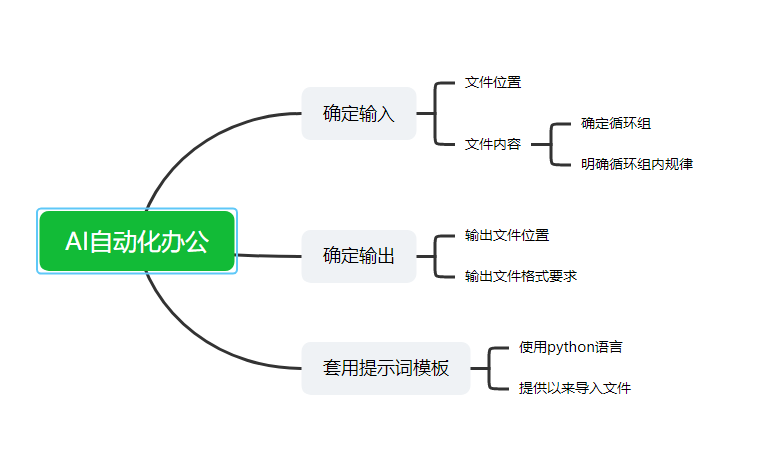 AI自动化办公
确定输入
文件位置
文件内容
确定循环组
明确循环组内规律
确定输出
输出文件位置
输出文件格式要求
套用提示词模板
使用python语言
提供以来导入文件